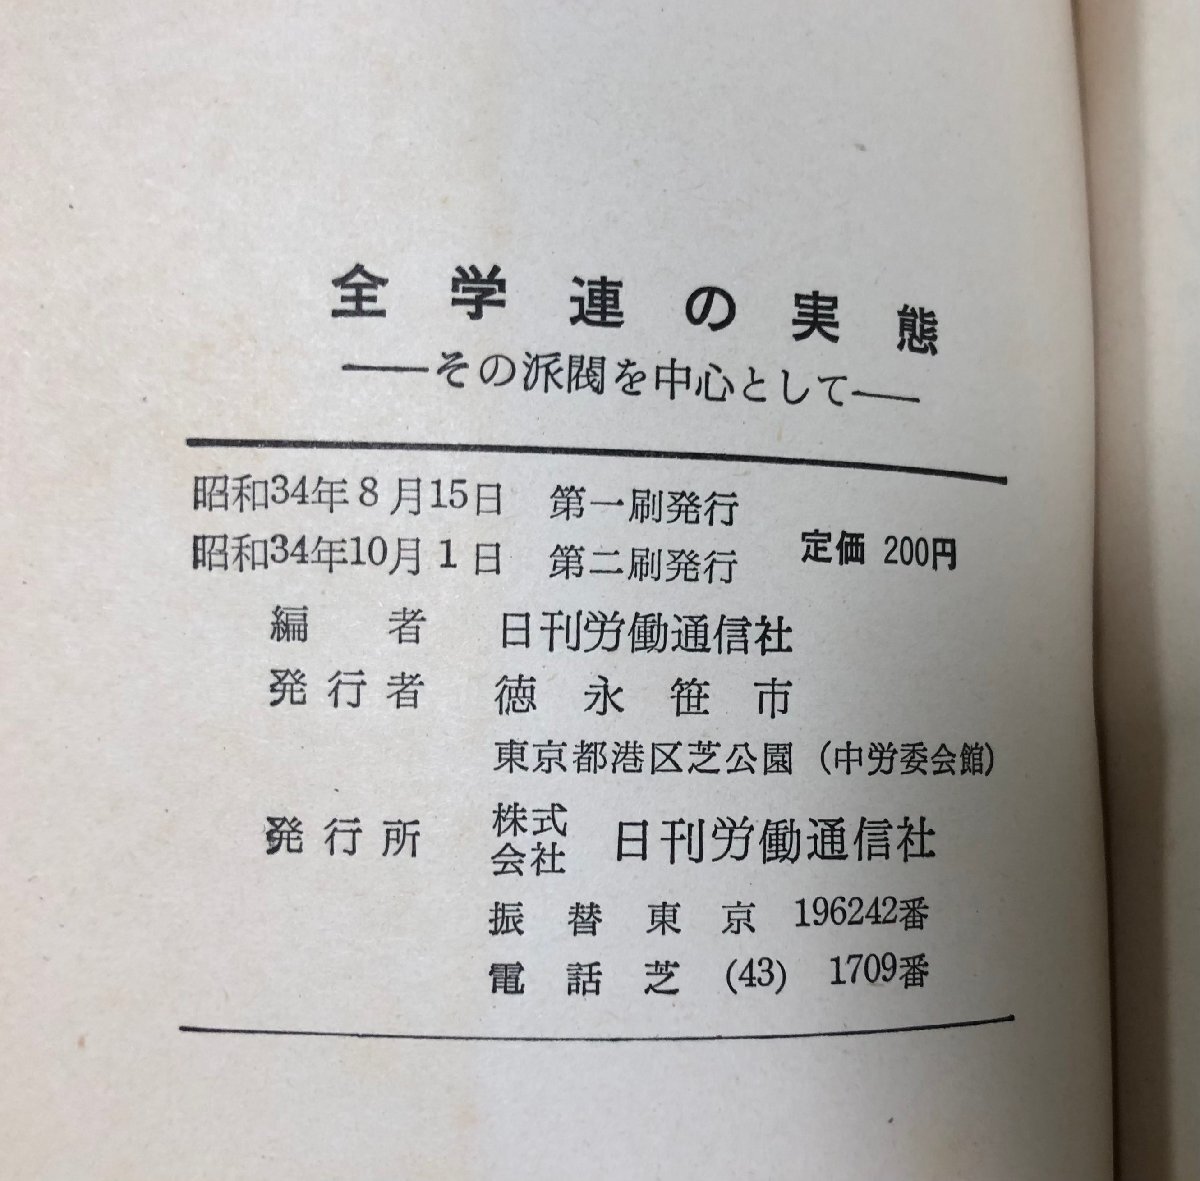 全学連の実態
――その派閥を中心として――
昭和34年8月15日 第一刷発行
昭和34年10月1日 第二刷発行
定価 200円
編者 日刊労働通信社
発行者 徳永笹市
東京都港区芝公園（中労委会館）
発行所 株式会社 日刊労働通信社
振替東京 196242番
電話芝 (43) 1709番